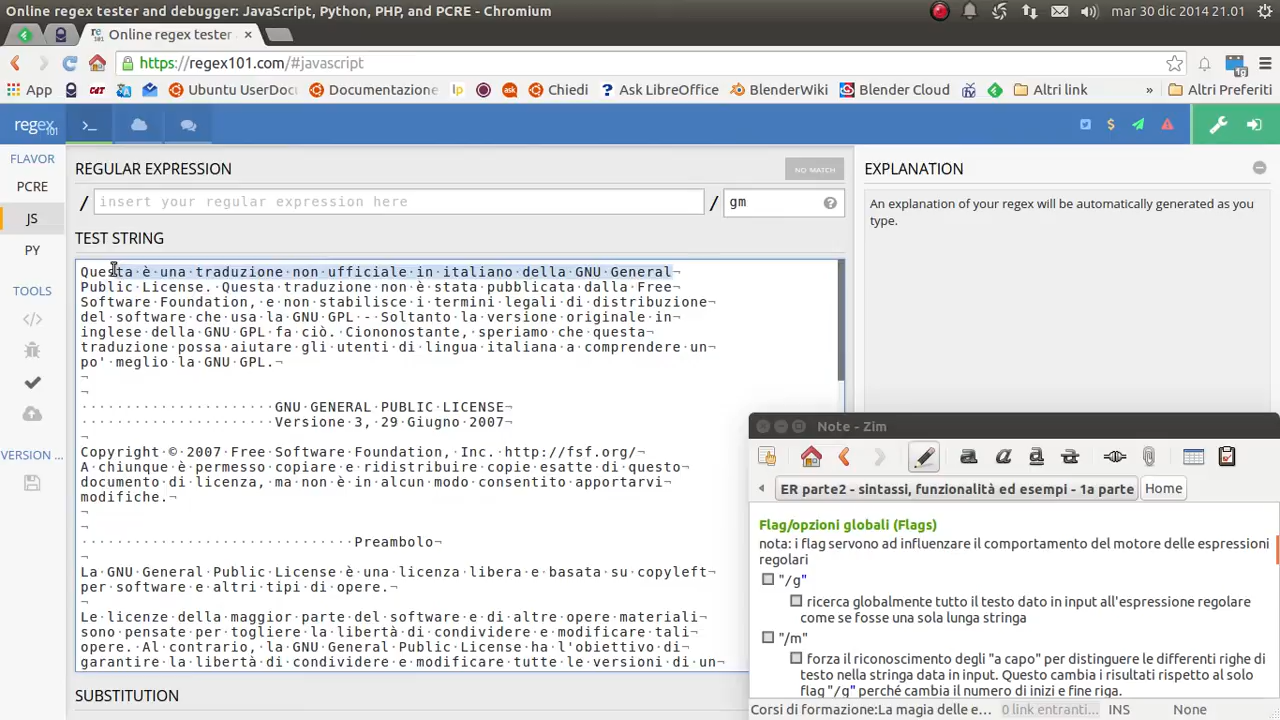 Online regex tester and debugger: JavaScript, Python, PHP, and PCRE - Chromium
mar 30 dic 2014 21.01
Online regex tester
https://regex101.com/#javascript
App
Ubuntu UserDocu
Documentazione
Chiedi
Ask LibreOffice
BlenderWiki
Blender Cloud
Altri link
»
Altri Preferiti
regex101
FLAVOR
PCRE
JS
PY
TOOLS
VERSION ...
REGULAR EXPRESSION
NO MATCH
/ insert your regular expression here / gm
TEST STRING
Questa·è·una·traduzione·non·ufficiale·in·italiano·della·GNU·General¬
Public·License.·Questa·traduzione·non·è·stata·pubblicata·dalla·Free¬
Software·Foundation,·e·non·stabilisce·i·termini·legali·di·distribuzione¬
del·software·che·usa·la·GNU·GPL·-·Soltanto·la·versione·originale·in¬
inglese·della·GNU·GPL·fa·ciò.·Ciononostante,·speriamo·che·questa¬
traduzione·possa·aiutare·gli·utenti·di·lingua·italiana·a·comprendere·un¬
po'·meglio·la·GNU·GPL.¬
¬
¬
······················GNU·GENERAL·PUBLIC·LICENSE¬
······················Versione·3,·29·Giugno·2007¬
¬
Copyright·©·2007·Free·Software·Foundation,·Inc.·http://fsf.org/¬
A·chiunque·è·permesso·copiare·e·ridistribuire·copie·esatte·di·questo¬
documento·di·licenza,·ma·non·è·in·alcun·modo·consentito·apportarvi¬
modifiche.¬
¬
¬
·······························Preambolo¬
¬
La·GNU·General·Public·License·è·una·licenza·libera·e·basata·su·copyleft¬
per·software·e·altri·tipi·di·opere.¬
¬
Le·licenze·della·maggior·parte·del·software·e·di·altre·opere·materiali¬
sono·pensate·per·togliere·la·libertà·di·condividere·e·modificare·tali¬
opere.·Al·contrario,·la·GNU·General·Public·License·ha·l'obiettivo·di¬
garantire·la·libertà·di·condividere·e·modificare·tutte·le·versioni·di·un¬
SUBSTITUTION
EXPLANATION
An explanation of your regex will be automatically generated as you
type.
Note - Zim
ER parte2 - sintassi, funzionalità ed esempi - 1a parte
Home
Flag/opzioni globali (Flags)
nota: i flag servono ad influenzare il comportamento del motore delle espressioni
regolari
"/g"
ricerca globalmente tutto il testo dato in input all'espressione regolare
come se fosse una sola lunga stringa
"/m"
forza il riconoscimento degli "a capo" per distinguere le differenti righe di
testo nella stringa data in input. Questo cambia i risultati rispetto al solo
flag "/g" perché cambia il numero di inizi e fine riga.
Corsi di formazione:La magia delle e...
0 link entranti...
INS
None